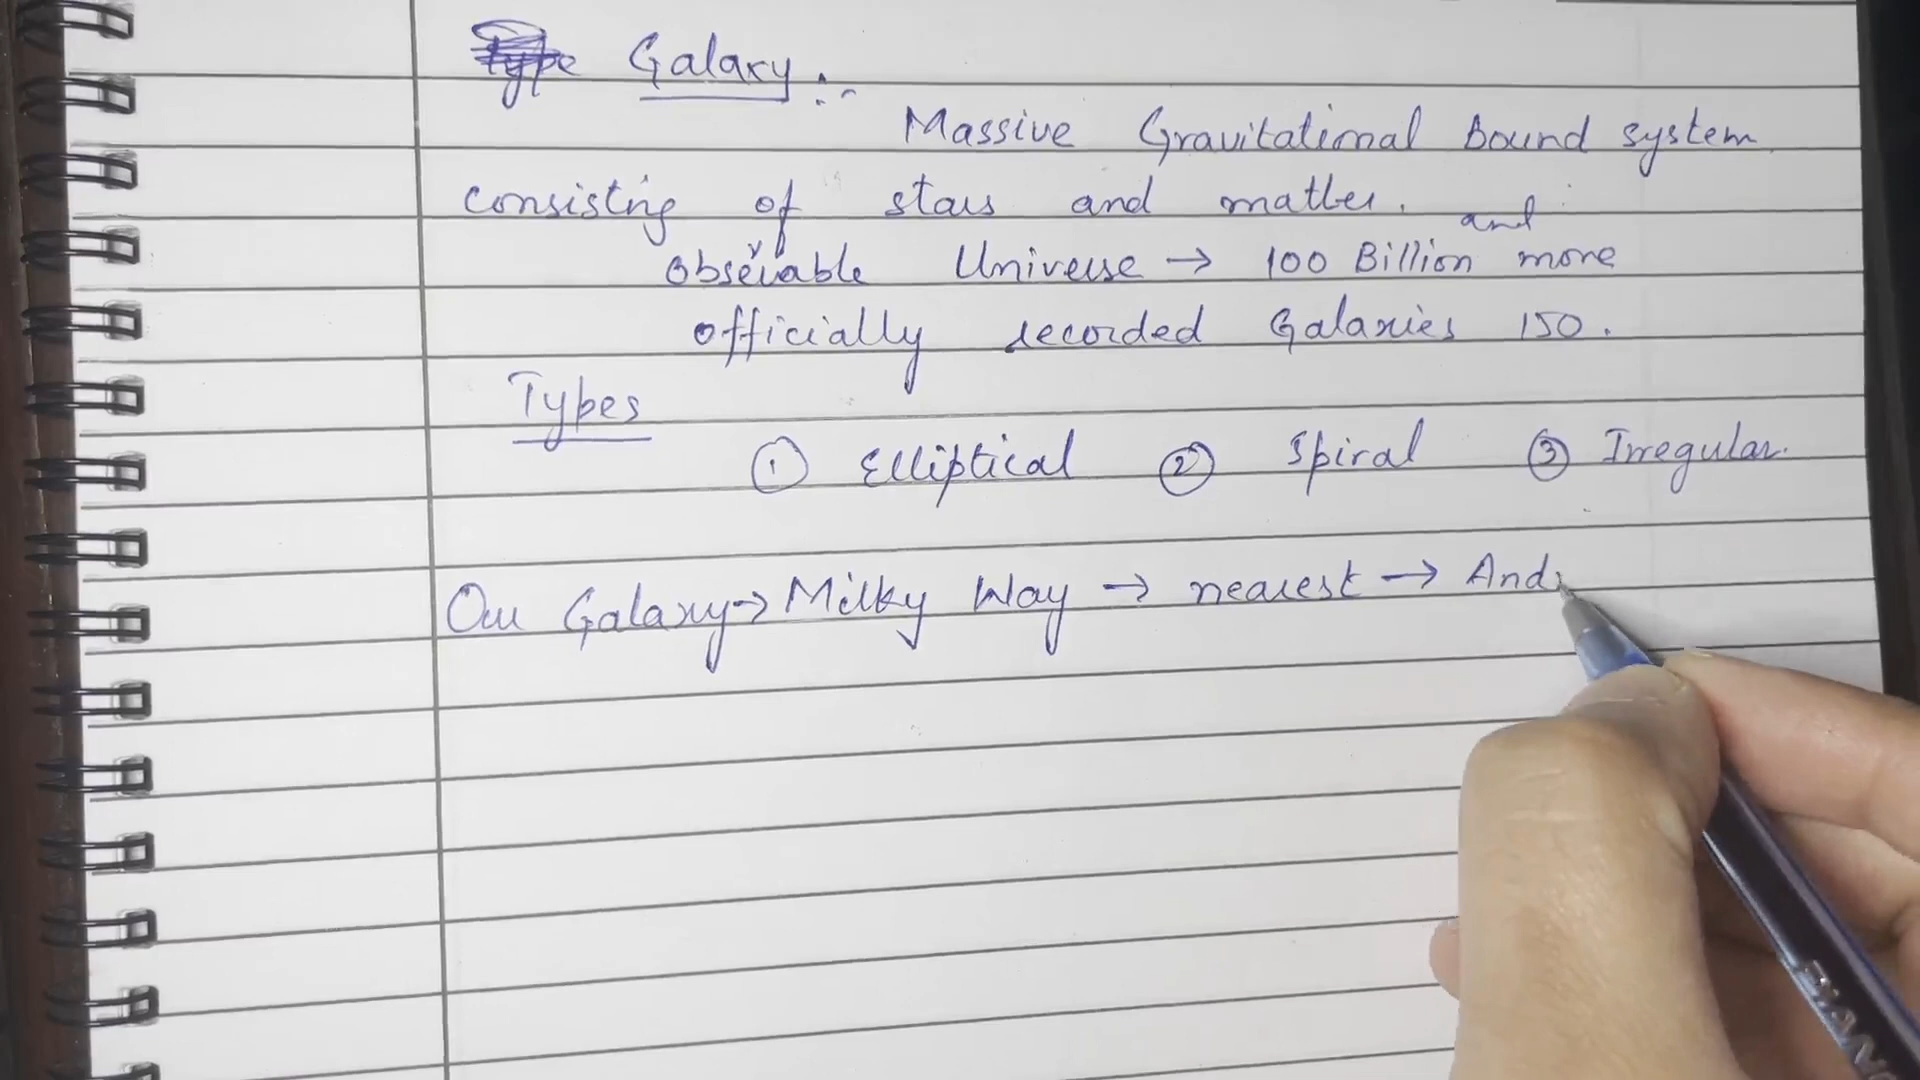 Type Galaxy :-
Massive Gravitational Bound system
consisting of stars and matter.
and
Observable Universe → 100 Billion more
officially recorded Galaxies 150.
Types
① Elliptical ② Spiral ③ Irregular.
Our Galaxy → Milky Way → nearest → And